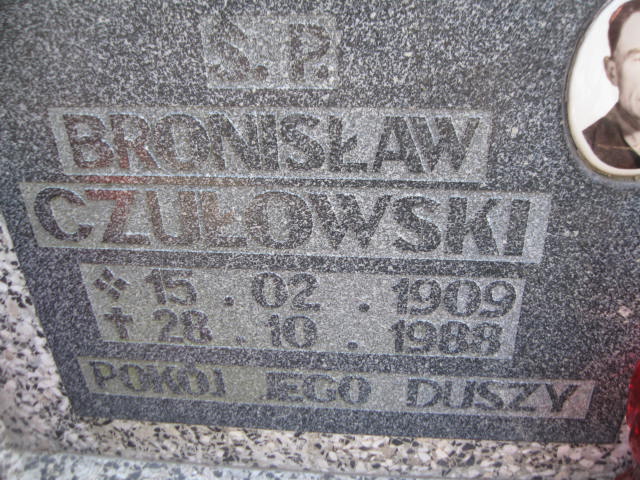 Ś. P.
BRONISŁAW
CZUŁOWSKI
15.02.1909
✝ 28.10.1988
POKÓJ JEGO DUSZY